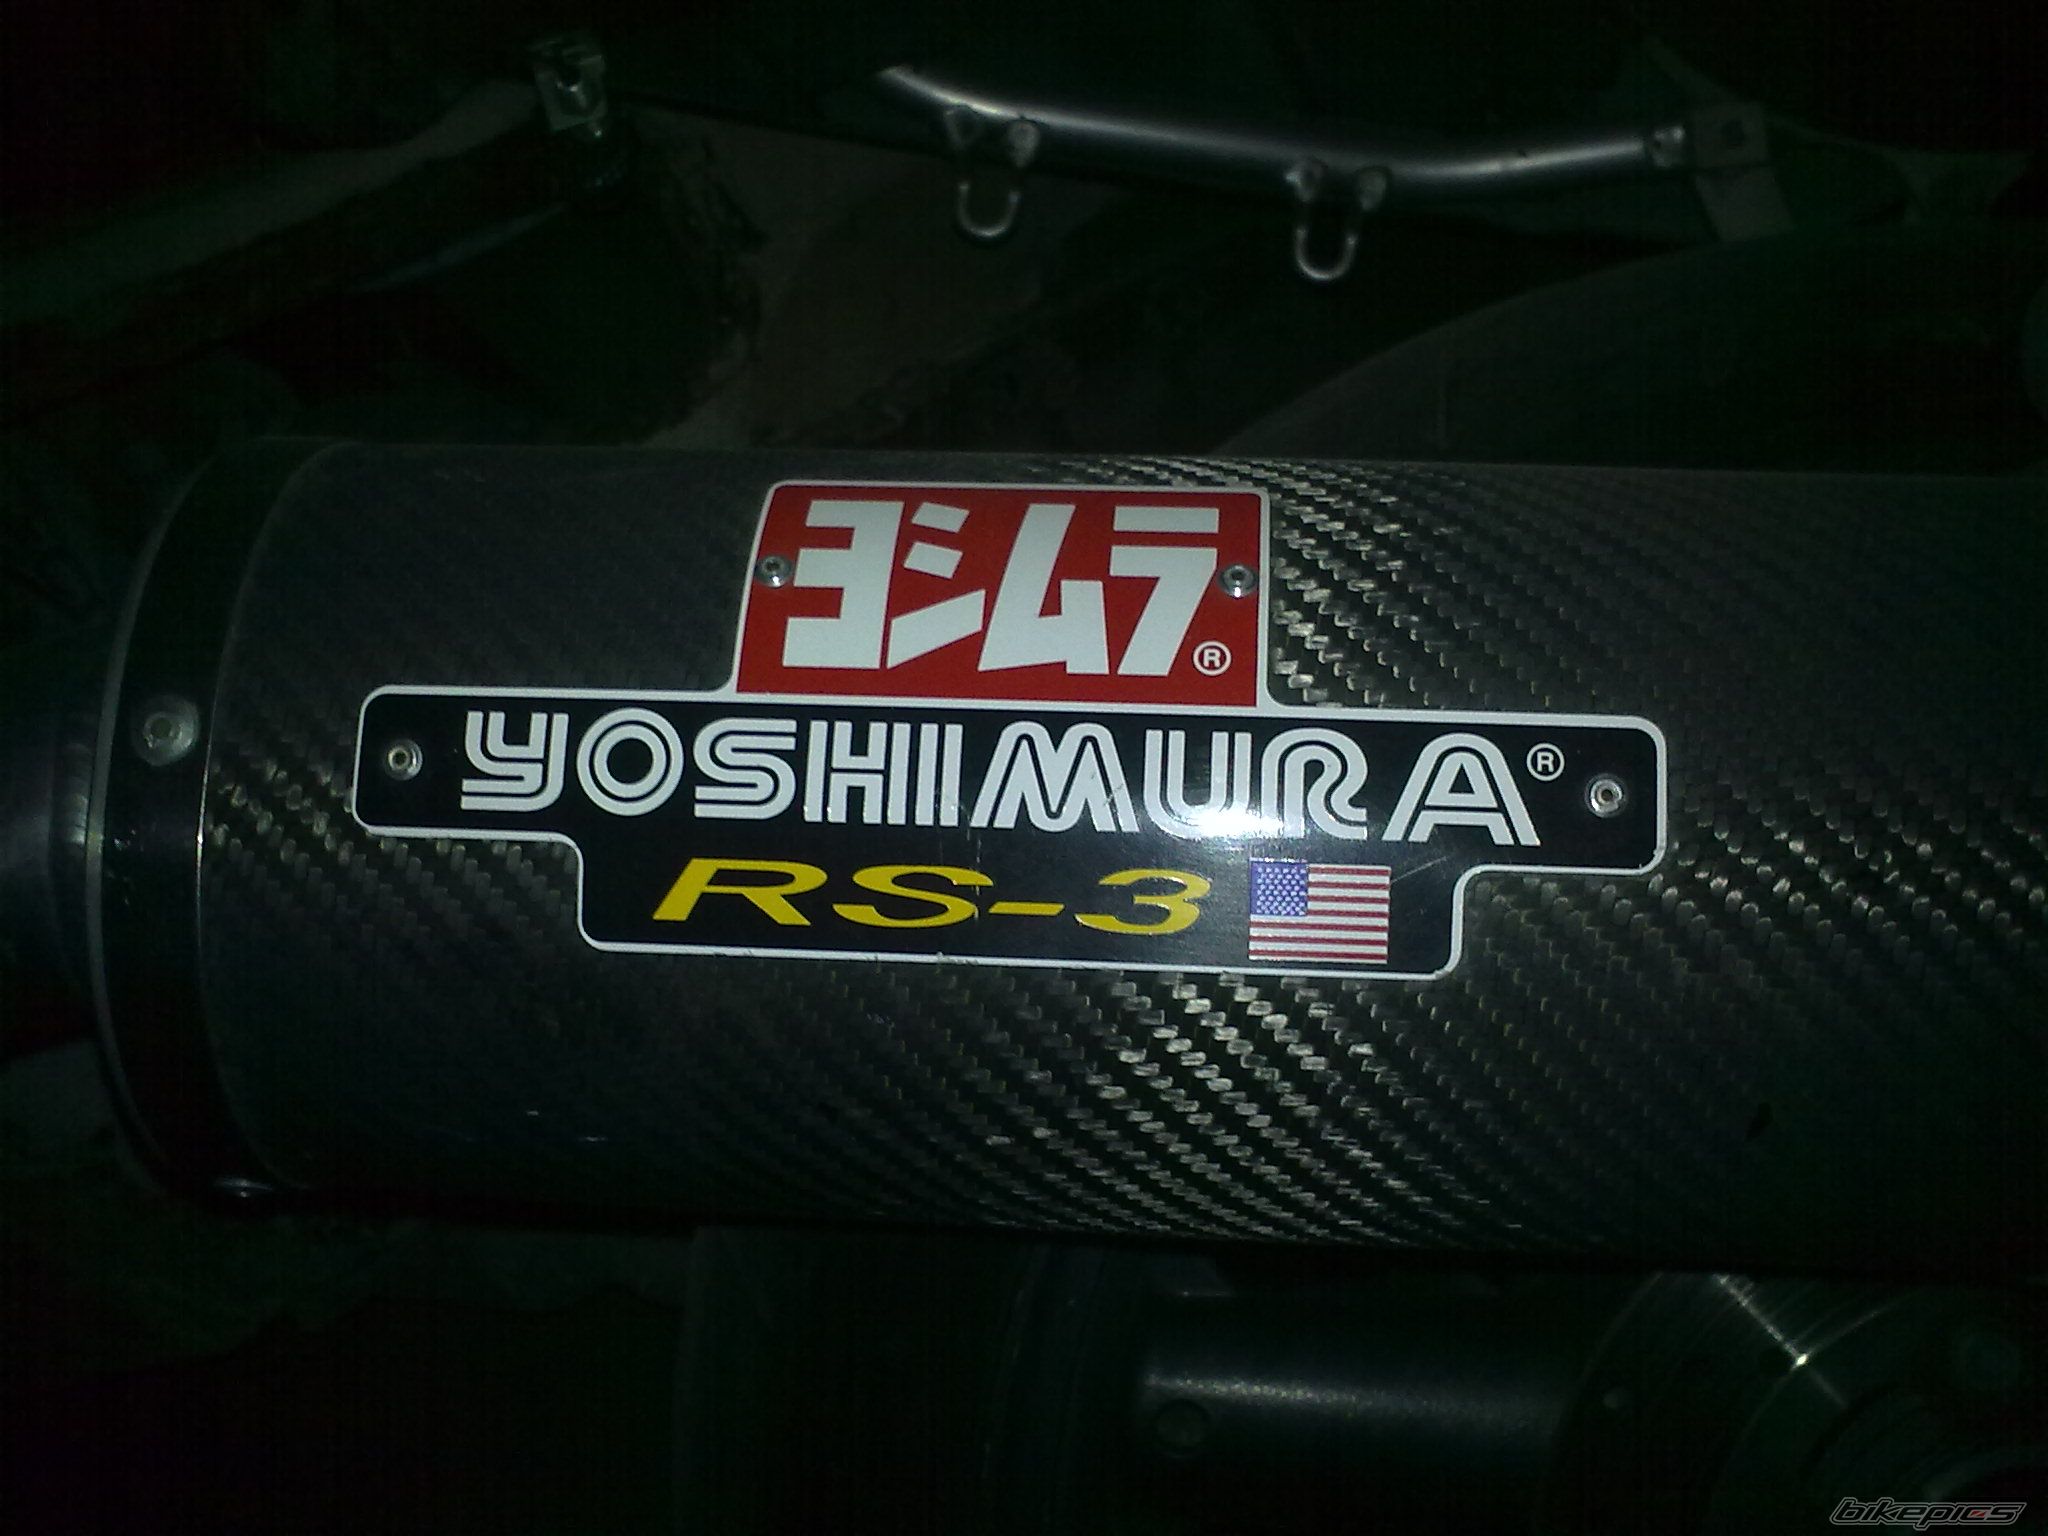 ヨシムラ®
YOSHIMURA®
RS-3
bikepics